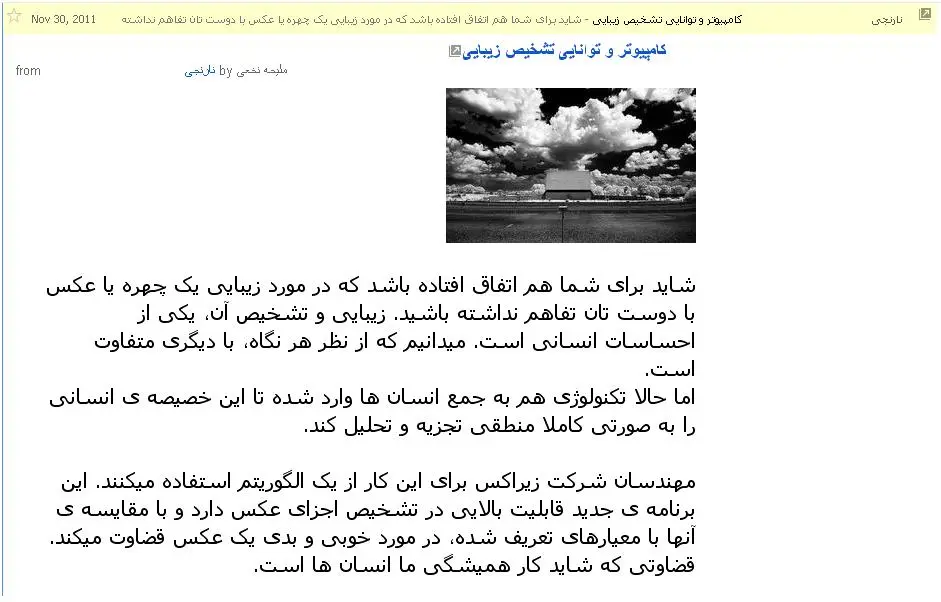 نارنجی کامپیوتر و توانایی تشخیص زیبایی - شاید برای شما هم اتفاق افتاده باشد که در مورد زیبایی یک چهره یا عکس با دوست تان تفاهم نداشته Nov 30, 2011
کامپیوتر و توانایی تشخیص زیبایی
from ملیحه نخعی by نارنجی
شاید برای شما هم اتفاق افتاده باشد که در مورد زیبایی یک چهره یا عکس
با دوست تان تفاهم نداشته باشید. زیبایی و تشخیص آن، یکی از
احساسات انسانی است. میدانیم که از نظر هر نگاه، با دیگری متفاوت
است.
اما حالا تکنولوژی هم به جمع انسان ها وارد شده تا این خصیصه ی انسانی
را به صورتی کاملا منطقی تجزیه و تحلیل کند.
مهندسان شرکت زیراکس برای این کار از یک الگوریتم استفاده میکنند. این
برنامه ی جدید قابلیت بالایی در تشخیص اجزای عکس دارد و با مقایسه ی
آنها با معیارهای تعریف شده، در مورد خوبی و بدی یک عکس قضاوت میکند.
قضاوتی که شاید کار همیشگی ما انسان ها است.